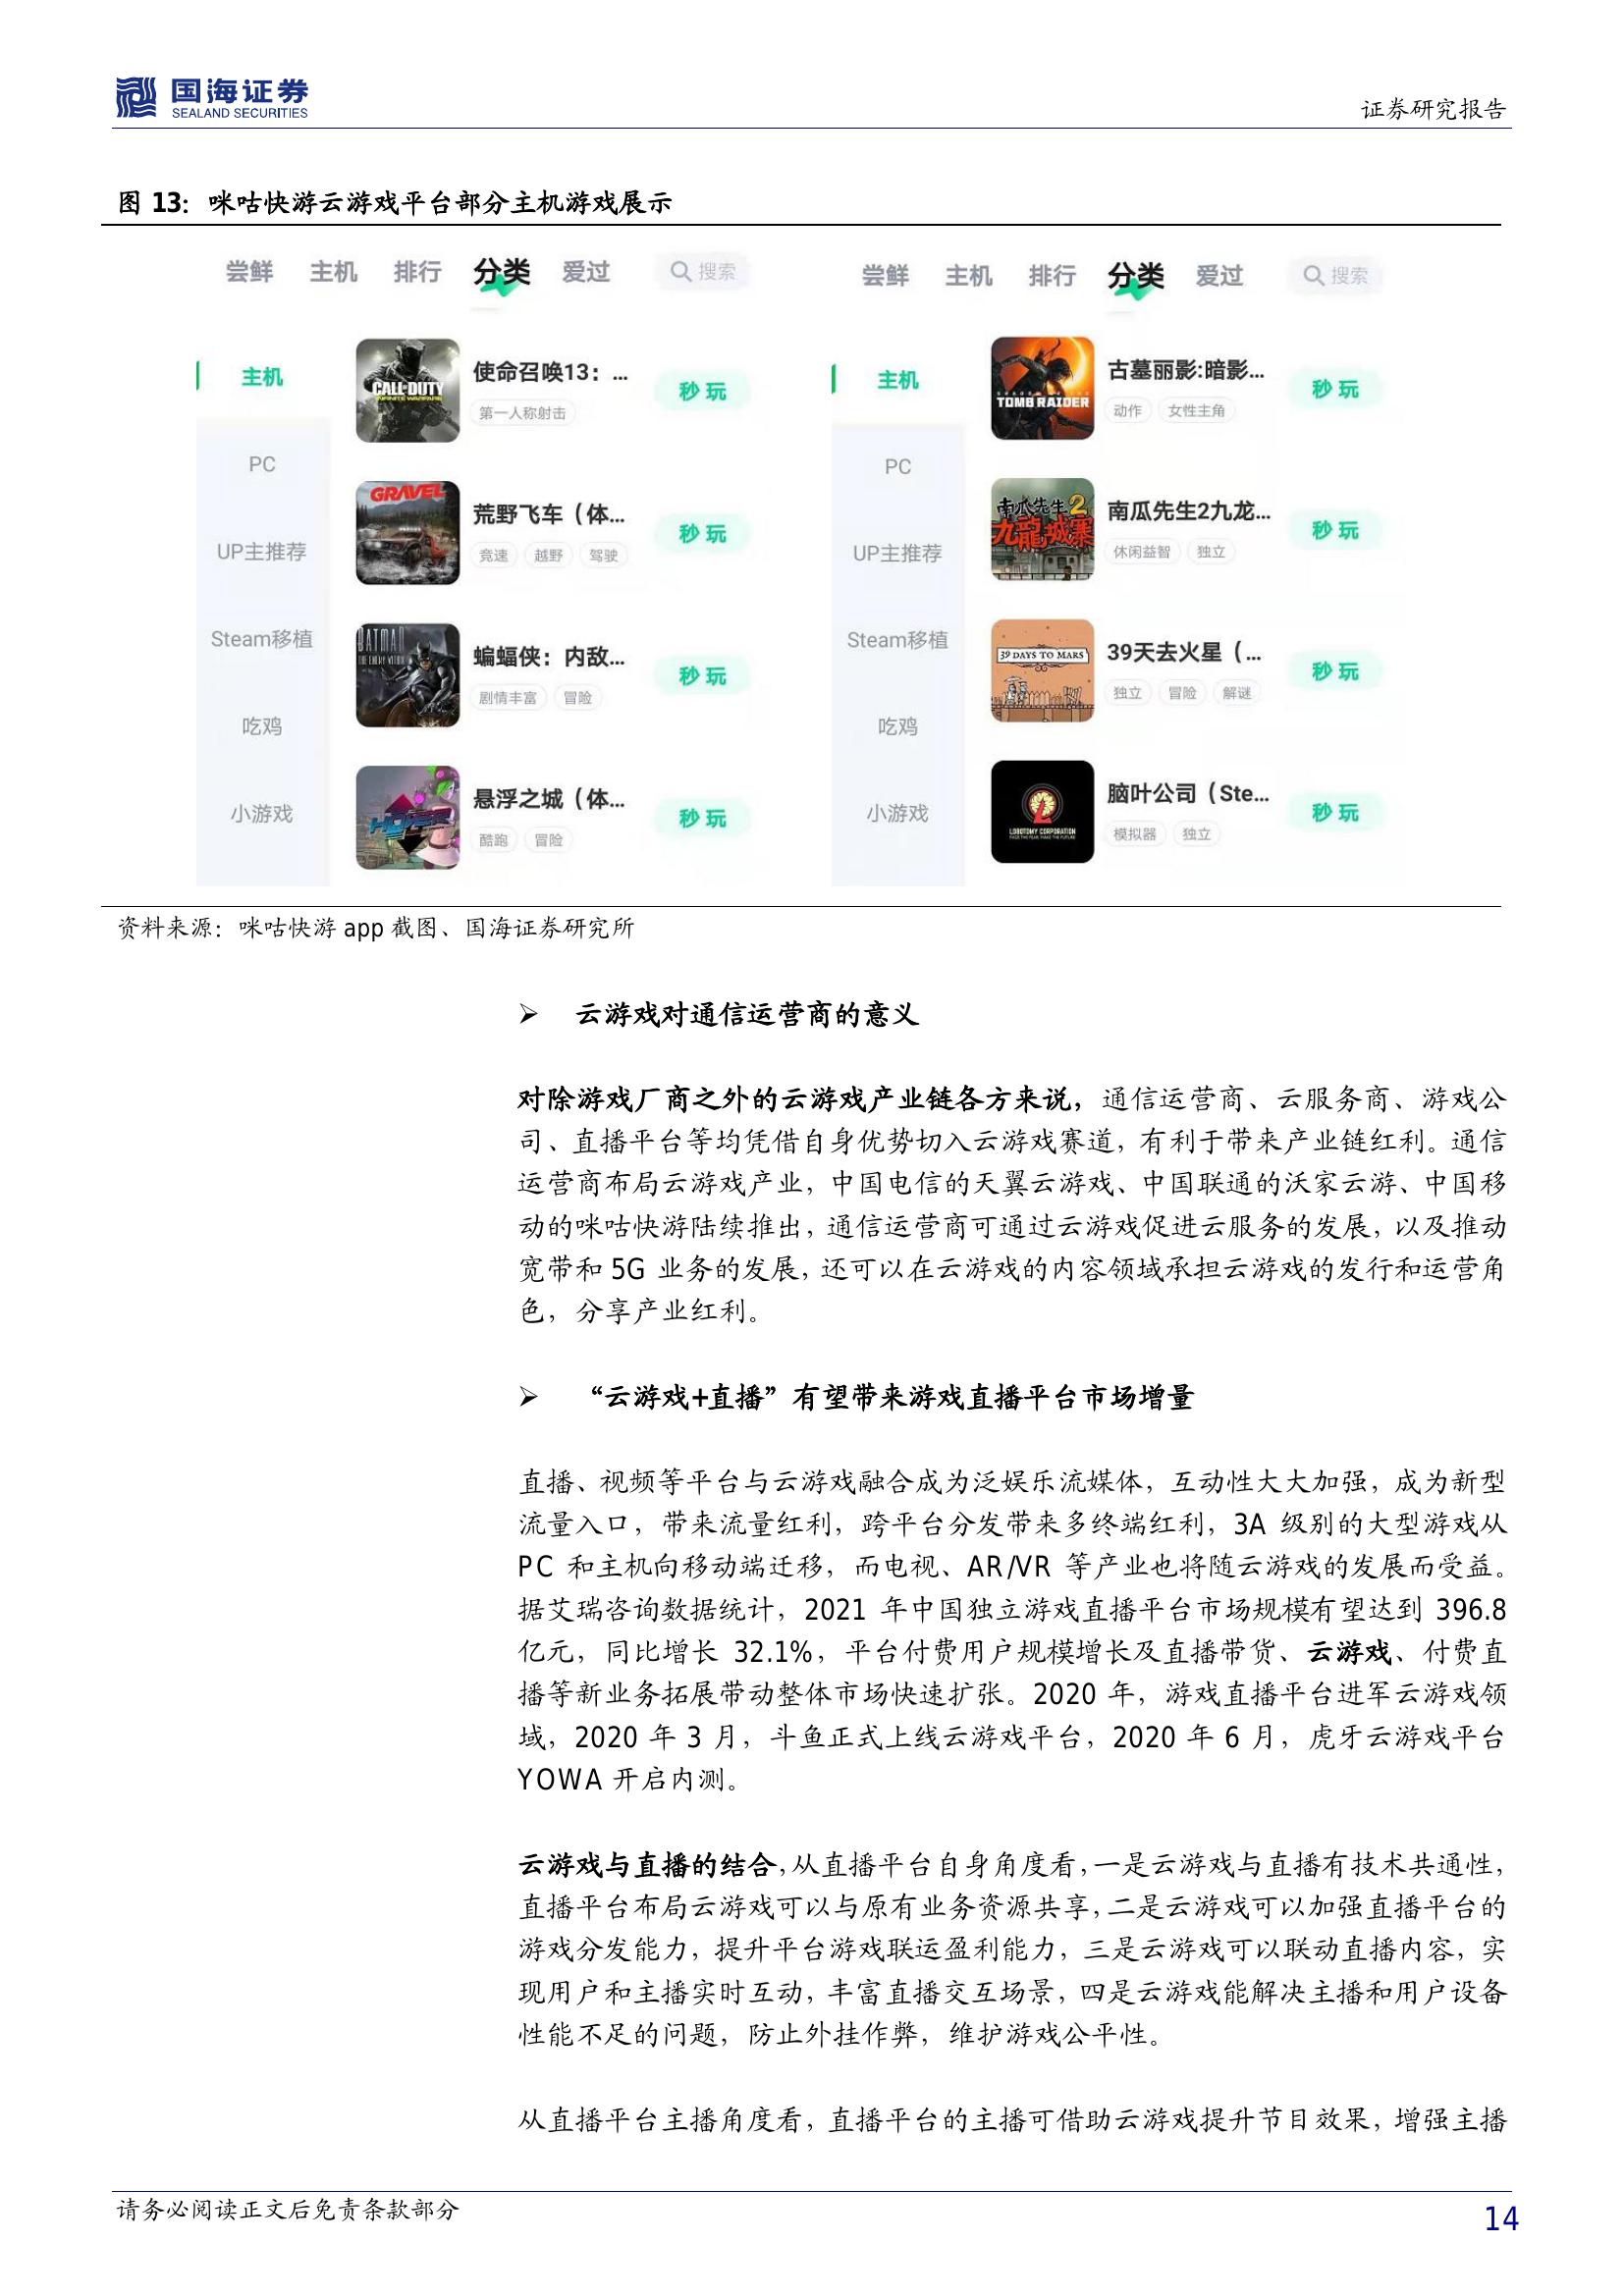 国海证券
SEALAND SECURITIES
证券研究报告
图 13：咪咕快游云游戏平台部分主机游戏展示
尝鲜 主机 排行 分类 爱过 搜索
主机
PC
UP主推荐
Steam移植
吃鸡
小游戏
CALL OF DUTY
INFINITE WARFARE
使命召唤13：...
第一人称射击
秒玩
GRAVEL
荒野飞车（体...
竞速 越野 驾驶
秒玩
BATMAN
THE ENEMY WITHIN
蝙蝠侠：内敌...
剧情丰富 冒险
秒玩
HOVER
悬浮之城（体...
酷跑 冒险
秒玩
尝鲜 主机 排行 分类 爱过 搜索
主机
PC
UP主推荐
Steam移植
吃鸡
小游戏
SHADOW OF THE
TOMB RAIDER
古墓丽影:暗影...
动作 女性主角
秒玩
南瓜先生2
九龍城寨
南瓜先生2九龙...
休闲益智 独立
秒玩
39 DAYS TO MARS
39天去火星（...
独立 冒险 解谜
秒玩
LOBOTOMY CORPORATION
脑叶公司（Ste...
模拟器 独立
秒玩
资料来源：咪咕快游 app 截图、国海证券研究所
➢ 云游戏对通信运营商的意义
对除游戏厂商之外的云游戏产业链各方来说，通信运营商、云服务商、游戏公
司、直播平台等均凭借自身优势切入云游戏赛道，有利于带来产业链红利。通信
运营商布局云游戏产业，中国电信的天翼云游戏、中国联通的沃家云游、中国移
动的咪咕快游陆续推出，通信运营商可通过云游戏促进云服务的发展，以及推动
宽带和 5G 业务的发展，还可以在云游戏的内容领域承担云游戏的发行和运营角
色，分享产业红利。
➢ “云游戏+直播”有望带来游戏直播平台市场增量
直播、视频等平台与云游戏融合成为泛娱乐流媒体，互动性大大加强，成为新型
流量入口，带来流量红利，跨平台分发带来多终端红利，3A 级别的大型游戏从
PC 和主机向移动端迁移，而电视、AR/VR 等产业也将随云游戏的发展而受益。
据艾瑞咨询数据统计，2021 年中国独立游戏直播平台市场规模有望达到 396.8
亿元，同比增长 32.1%，平台付费用户规模增长及直播带货、云游戏、付费直
播等新业务拓展带动整体市场快速扩张。2020 年，游戏直播平台进军云游戏领
域，2020 年 3 月，斗鱼正式上线云游戏平台，2020 年 6 月，虎牙云游戏平台
YOWA 开启内测。
云游戏与直播的结合，从直播平台自身角度看，一是云游戏与直播有技术共通性，
直播平台布局云游戏可以与原有业务资源共享，二是云游戏可以加强直播平台的
游戏分发能力，提升平台游戏联运盈利能力，三是云游戏可以联动直播内容，实
现用户和主播实时互动，丰富直播交互场景，四是云游戏能解决主播和用户设备
性能不足的问题，防止外挂作弊，维护游戏公平性。
从直播平台主播角度看，直播平台的主播可借助云游戏提升节目效果，增强主播
请务必阅读正文后免责条款部分
14